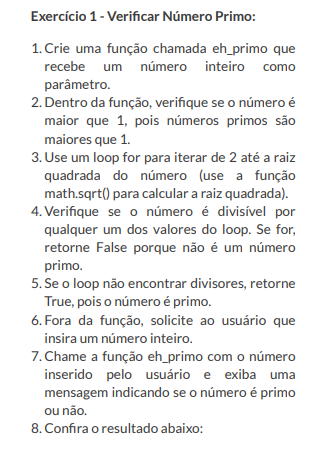 Exercício 1 - Verificar Número Primo:
1. Crie uma função chamada eh_primo que
recebe um número inteiro como
parâmetro.
2. Dentro da função, verifique se o número é
maior que 1, pois números primos são
maiores que 1.
3. Use um loop for para iterar de 2 até a raiz
quadrada do número (use a função
math.sqrt() para calcular a raiz quadrada).
4. Verifique se o número é divisível por
qualquer um dos valores do loop. Se for,
retorne False porque não é um número
primo.
5. Se o loop não encontrar divisores, retorne
True, pois o número é primo.
6. Fora da função, solicite ao usuário que
insira um número inteiro.
7. Chame a função eh_primo com o número
inserido pelo usuário e exiba uma
mensagem indicando se o número é primo
ou não.
8. Confira o resultado abaixo: